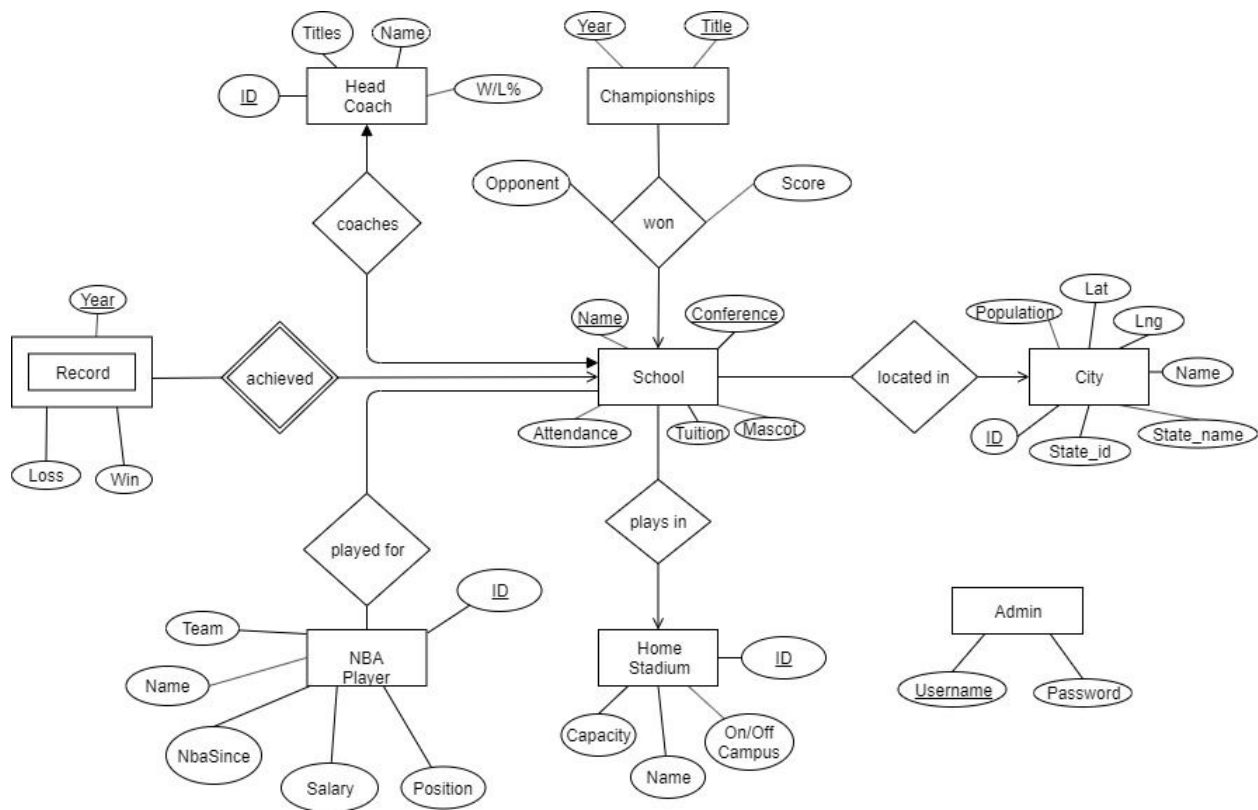 Titles
Name
ID
Head
Coach
W/L%
Year
Title
Championships
coaches
Opponent
won
Score
Year
Record
achieved
Loss
Win
Name
Conference
School
Attendance
Tuition
Mascot
located in
Population
Lat
Lng
City
Name
ID
State_id
State_name
played for
plays in
Team
ID
Name
NBA
Player
NbaSince
Salary
Position
Home
Stadium
ID
Capacity
Name
On/Off
Campus
Admin
Username
Password